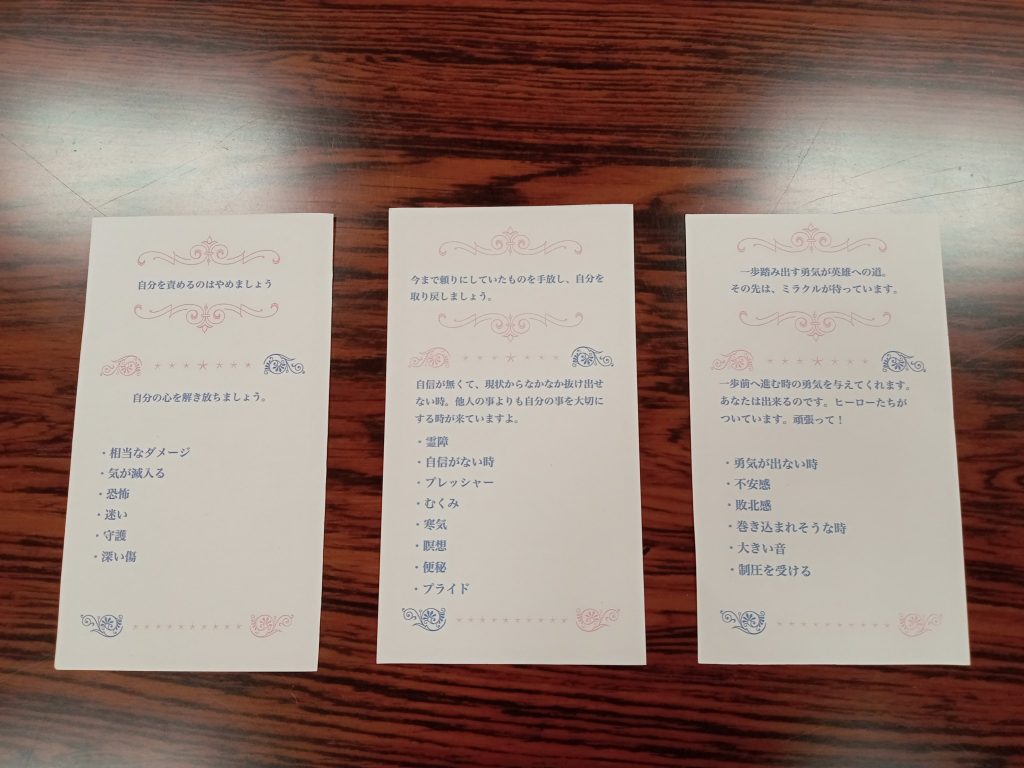 自分を責めるのはやめましょう
自分の心を解き放ちましょう。
・相当なダメージ
・気が滅入る
・恐怖
・迷い
・守護
・深い傷
今まで頼りにしていたものを手放し、自分を
取り戻しましょう。
自信が無くて、現状からなかなか抜け出せ
ない時。他人の事よりも自分の事を大切に
する時が来ていますよ。
・霊障
・自信がない時
・プレッシャー
・むくみ
・寒気
・瞑想
・便秘
・プライド
一歩踏み出す勇気が英雄への道。
その先は、ミラクルが待っています。
一歩前へ進む時の勇気を与えてくれます。
あなたは出来るのです。ヒーローたちが
ついています。頑張って！
・勇気が出ない時
・不安感
・敗北感
・巻き込まれそうな時
・大きい音
・制圧を受ける